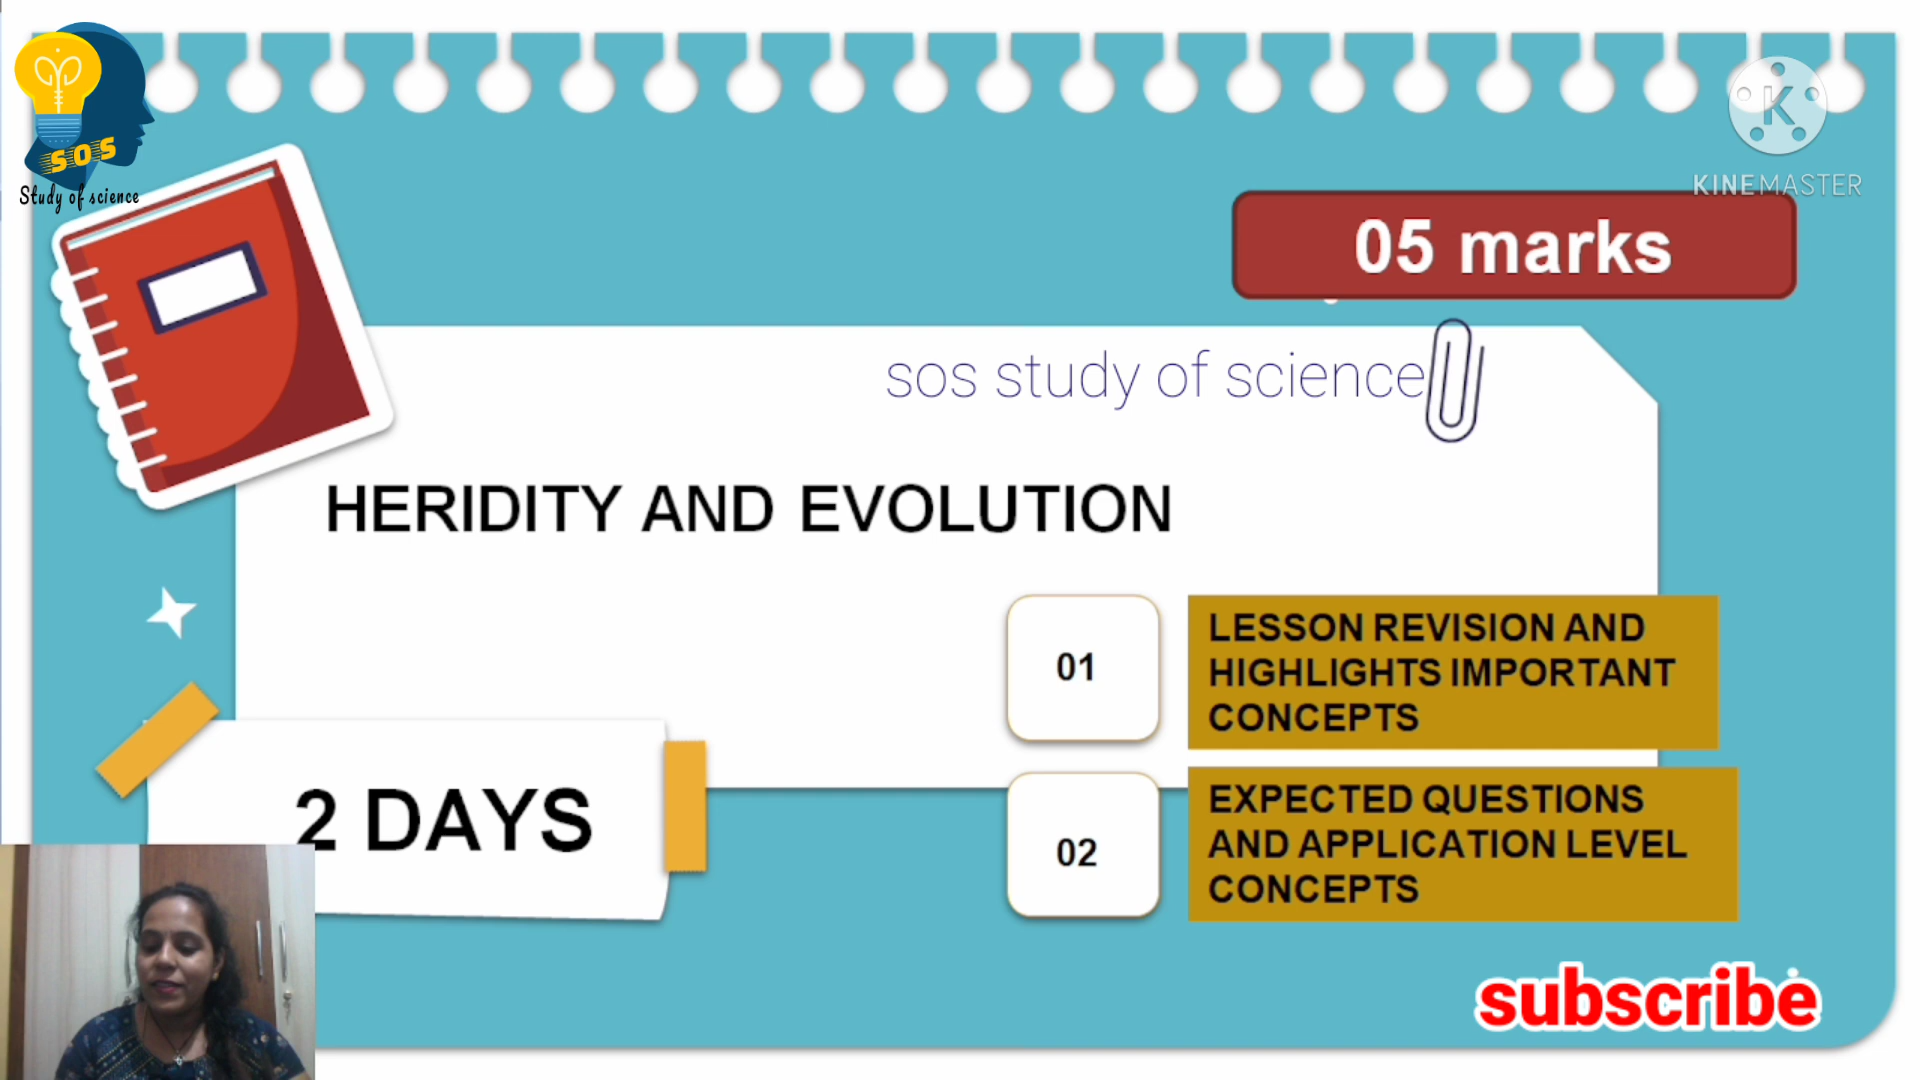 SOS
Study of science
K
KINEMASTER
05 marks
sos study of science
HERIDITY AND EVOLUTION
01
LESSON REVISION AND
HIGHLIGHTS IMPORTANT
CONCEPTS
2 DAYS
02
EXPECTED QUESTIONS
AND APPLICATION LEVEL
CONCEPTS
subscribe